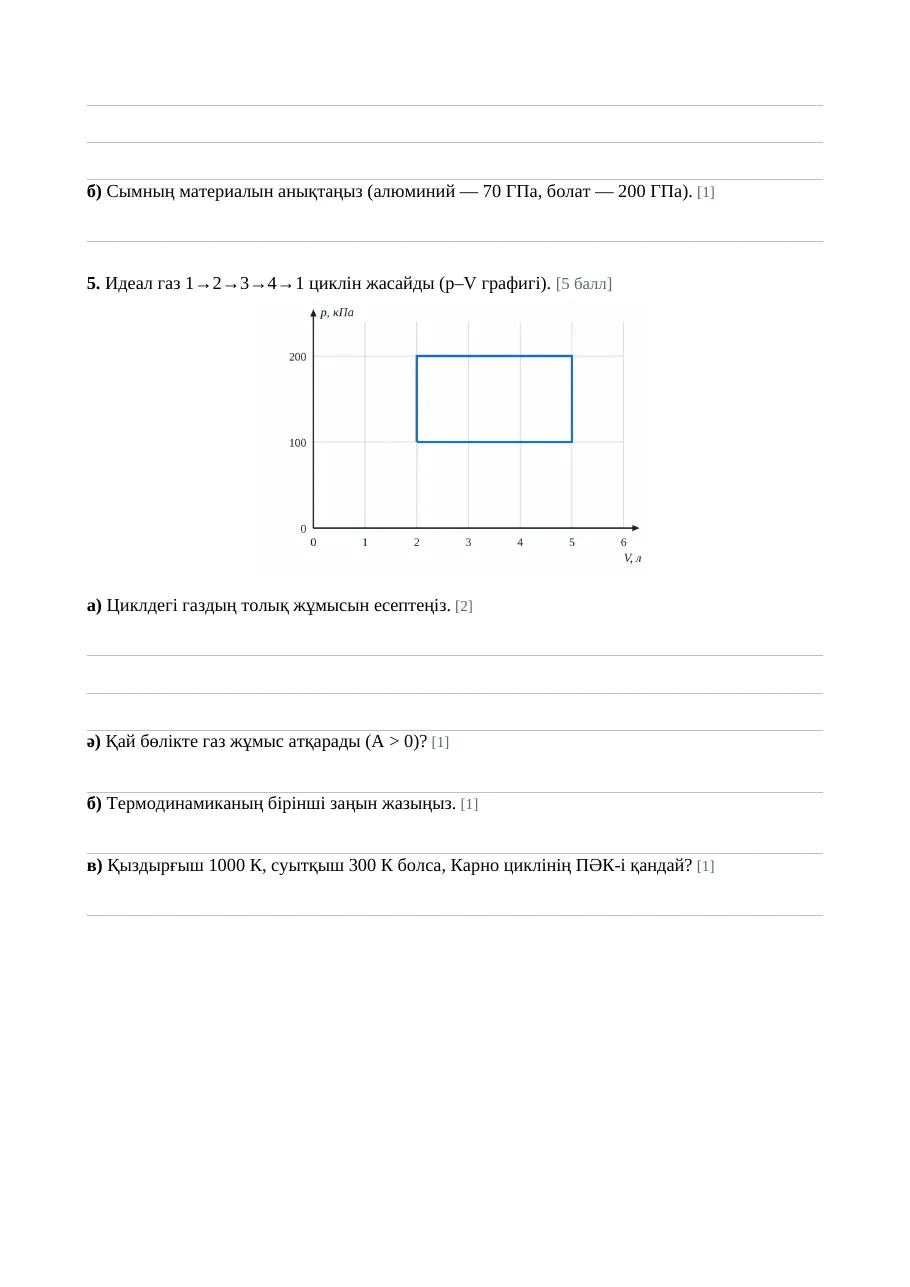 б) Сымның материалын анықтаңыз (алюминий — 70 ГПа, болат — 200 ГПа). [1]
5. Идеал газ 1→2→3→4→1 циклін жасайды (p–V графигі). [5 балл]
p, кПа
200
100
0
0 1 2 3 4 5 6
V, л
а) Циклдегі газдың толық жұмысын есептеңіз. [2]
ә) Қай бөлікте газ жұмыс атқарады (A > 0)? [1]
б) Термодинамиканың бірінші заңын жазыңыз. [1]
в) Қыздырғыш 1000 К, суытқыш 300 К болса, Карно циклінің ПӘК-і қандай? [1]